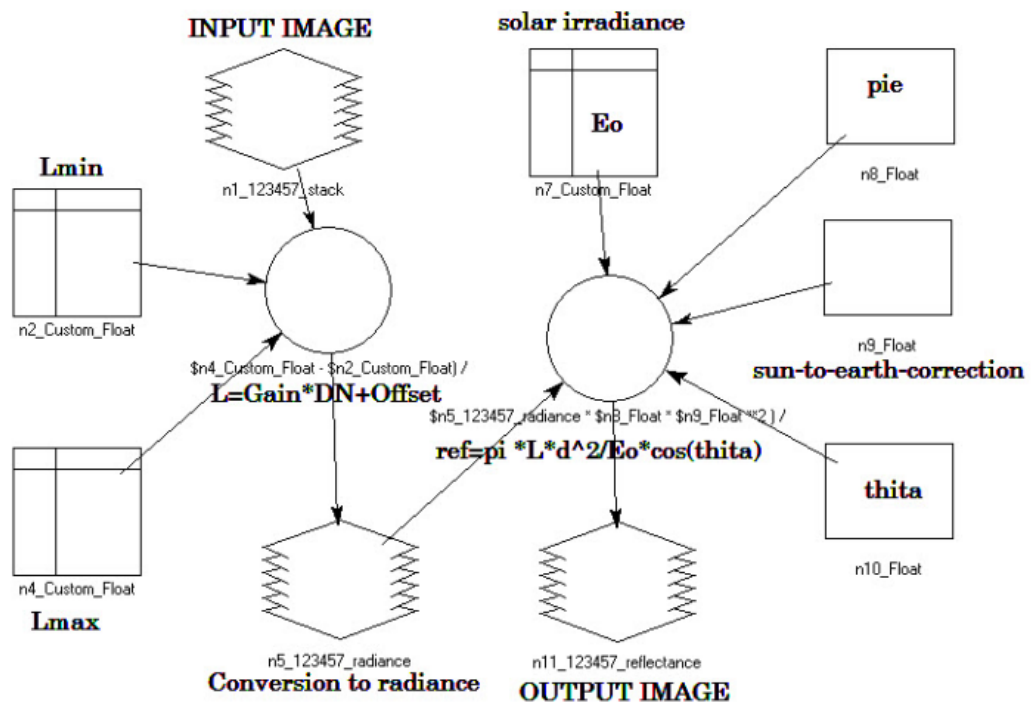 INPUT IMAGE
solar irradiance
pie
Eo
Lmin
n1_123457_stack
n7_Custom_Float
n8_Float
n2_Custom_Float
n9_Float
$n4_Custom_Float - $n2_Custom_Float) /
sun-to-earth-correction
L=Gain*DN+Offset
$n5_123457_radiance * $n8_Float * $n9_Float **2 ) /
ref=pi *L*d^2/Eo*cos(thita)
thita
n4_Custom_Float
n10_Float
Lmax
n5_123457_radiance
n11_123457_reflectance
Conversion to radiance
OUTPUT IMAGE